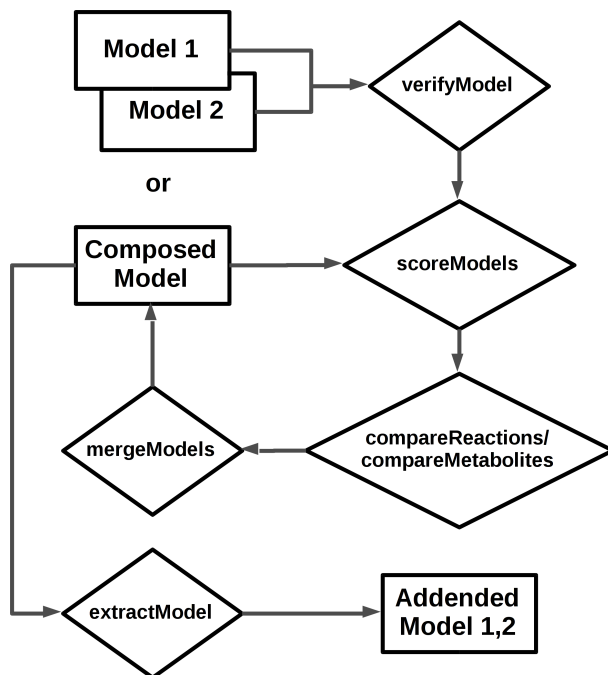 Model 1
Model 2
verifyModel
or
Composed
Model
scoreModels
compareReactions/
compareMetabolites
mergeModels
extractModel
Addended
Model 1,2